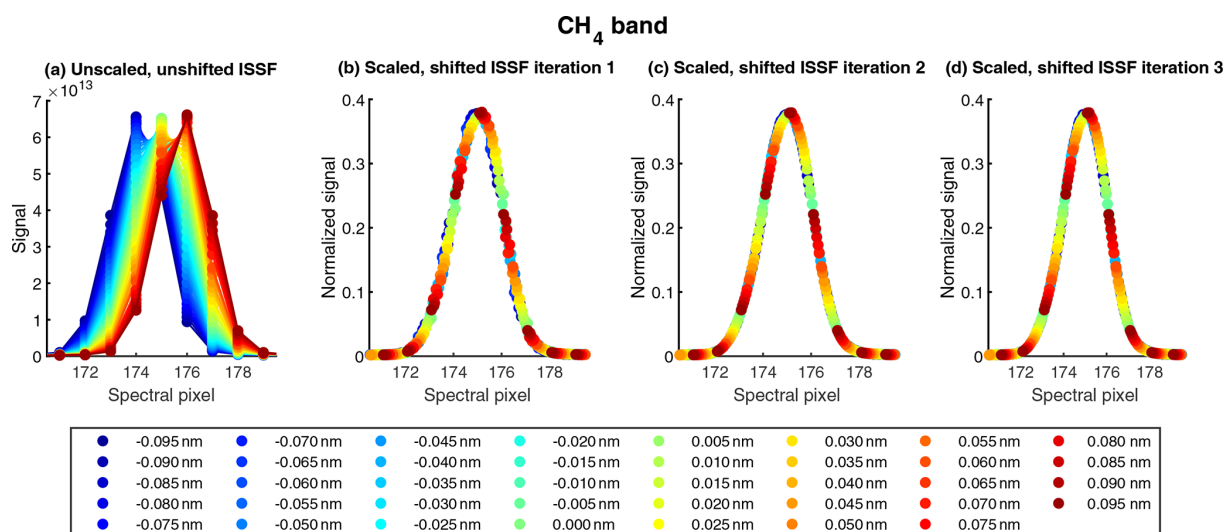 CH4 band
(a) Unscaled, unshifted ISSF
(b) Scaled, shifted ISSF iteration 1
(c) Scaled, shifted ISSF iteration 2
(d) Scaled, shifted ISSF iteration 3
×10^13
7
6
5
4
3
2
1
0
Signal
172 174 176 178
Spectral pixel
0.4
0.3
0.2
0.1
0
Normalized signal
172 174 176 178
Spectral pixel
0.4
0.3
0.2
0.1
0
Normalized signal
172 174 176 178
Spectral pixel
0.4
0.3
0.2
0.1
0
Normalized signal
172 174 176 178
Spectral pixel
-0.095 nm -0.070 nm -0.045 nm -0.020 nm 0.005 nm 0.030 nm 0.055 nm 0.080 nm
-0.090 nm -0.065 nm -0.040 nm -0.015 nm 0.010 nm 0.035 nm 0.060 nm 0.085 nm
-0.085 nm -0.060 nm -0.035 nm -0.010 nm 0.015 nm 0.040 nm 0.065 nm 0.090 nm
-0.080 nm -0.055 nm -0.030 nm -0.005 nm 0.020 nm 0.045 nm 0.070 nm 0.095 nm
-0.075 nm -0.050 nm -0.025 nm 0.000 nm 0.025 nm 0.050 nm 0.075 nm